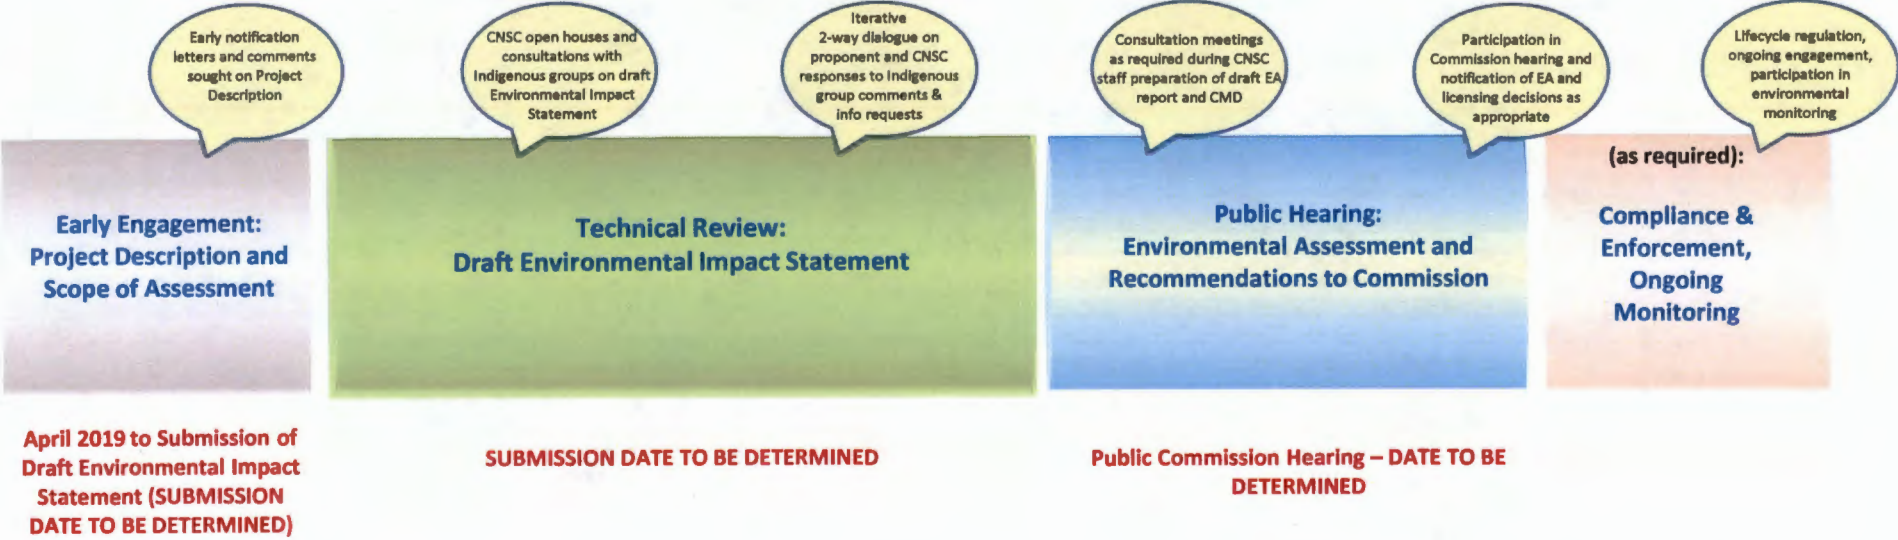 Early notification
letters and comments
sought on Project
Description
CNSC open houses and
consultations with
Indigenous groups on draft
Environmental Impact
Statement
Iterative
2-way dialogue on
proponent and CNSC
responses to Indigenous
group comments &
info requests
Consultation meetings
as required during CNSC
staff preparation of draft EA
report and CMD
Participation in
Commission hearing and
notification of EA and
licensing decisions as
appropriate
Lifecycle regulation,
ongoing engagement,
participation in
environmental
monitoring
Early Engagement:
Project Description and
Scope of Assessment
Technical Review:
Draft Environmental Impact Statement
Public Hearing:
Environmental Assessment and
Recommendations to Commission
(as required):
Compliance &
Enforcement,
Ongoing
Monitoring
April 2019 to Submission of
Draft Environmental Impact
Statement (SUBMISSION
DATE TO BE DETERMINED)
SUBMISSION DATE TO BE DETERMINED
Public Commission Hearing – DATE TO BE
DETERMINED